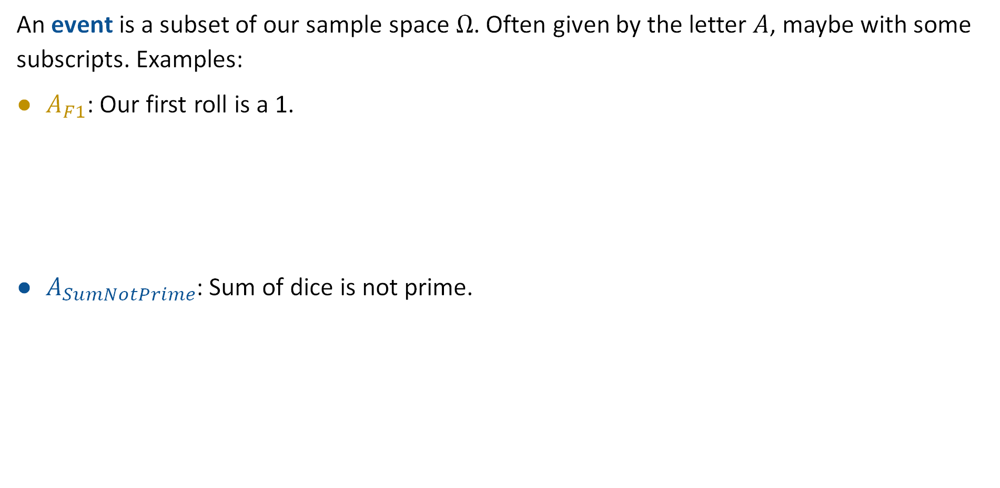 An event is a subset of our sample space Ω. Often given by the letter A, maybe with some
subscripts. Examples:
● A_{F1}: Our first roll is a 1.
● A_{SumNotPrime}: Sum of dice is not prime.